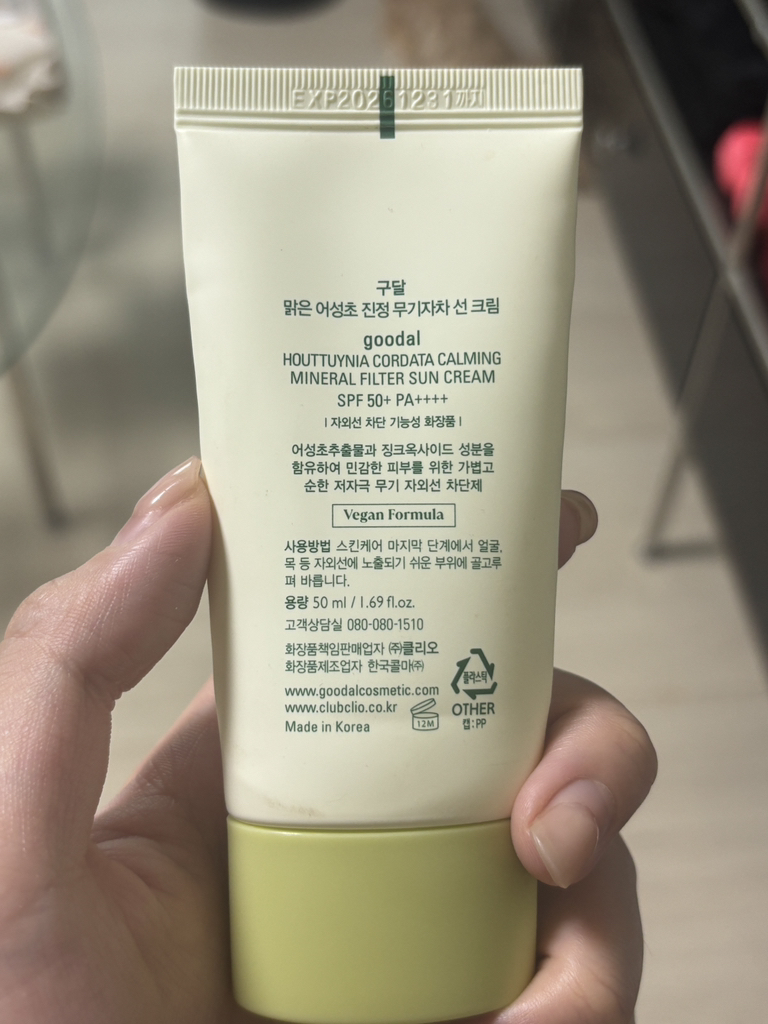 EXP20261231까지
구달
맑은 어성초 진정 무기자차 선 크림
goodal
HOUTTUYNIA CORDATA CALMING
MINERAL FILTER SUN CREAM
SPF 50+ PA++++
| 자외선 차단 기능성 화장품 |
어성초추출물과 징크옥사이드 성분을
함유하여 민감한 피부를 위한 가볍고
순한 저자극 무기 자외선 차단제
Vegan Formula
사용방법 스킨케어 마지막 단계에서 얼굴,
목 등 자외선에 노출되기 쉬운 부위에 골고루
펴 바릅니다.
용량 50 ml / 1.69 fl.oz.
고객상담실 080-080-1510
화장품책임판매업자 ㈜클리오
화장품제조업자 한국콜마㈜
www.goodalcosmetic.com
www.clubclio.co.kr
Made in Korea
12M
플라스틱
OTHER
캡:PP